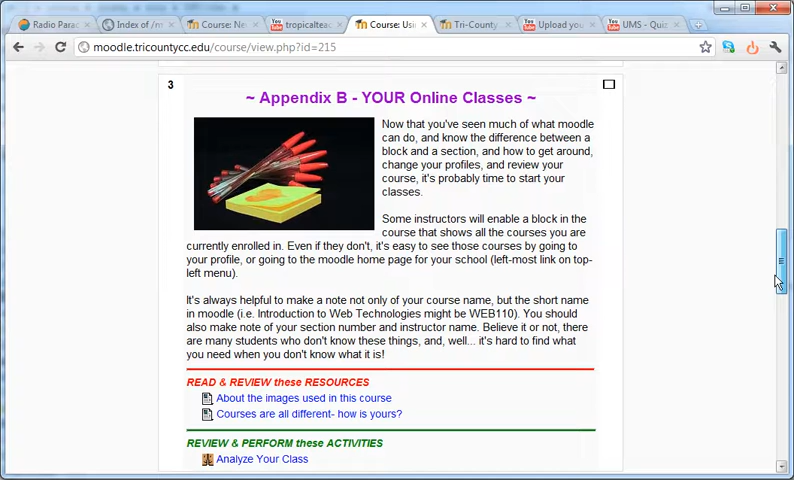 Radio Parad
Index of /m
Course: Ne
tropicalteac
Course: Usi
Tri-County
Upload you
UMS - Quiz
moodle.tricountycc.edu/course/view.php?id=215
3
~ Appendix B - YOUR Online Classes ~
Now that you've seen much of what moodle
can do, and know the difference between a
block and a section, and how to get around,
change your profiles, and review your
course, it's probably time to start your
classes.
Some instructors will enable a block in the
course that shows all the courses you are
currently enrolled in. Even if they don't, it's easy to see those courses by going to
your profile, or going to the moodle home page for your school (left-most link on top-
left menu).
It's always helpful to make a note not only of your course name, but the short name
in moodle (i.e. Introduction to Web Technologies might be WEB110). You should
also make note of your section number and instructor name. Believe it or not, there
are many students who don't know these things, and, well... it's hard to find what
you need when you don't know what it is!
READ & REVIEW these RESOURCES
About the images used in this course
Courses are all different- how is yours?
REVIEW & PERFORM these ACTIVITIES
Analyze Your Class